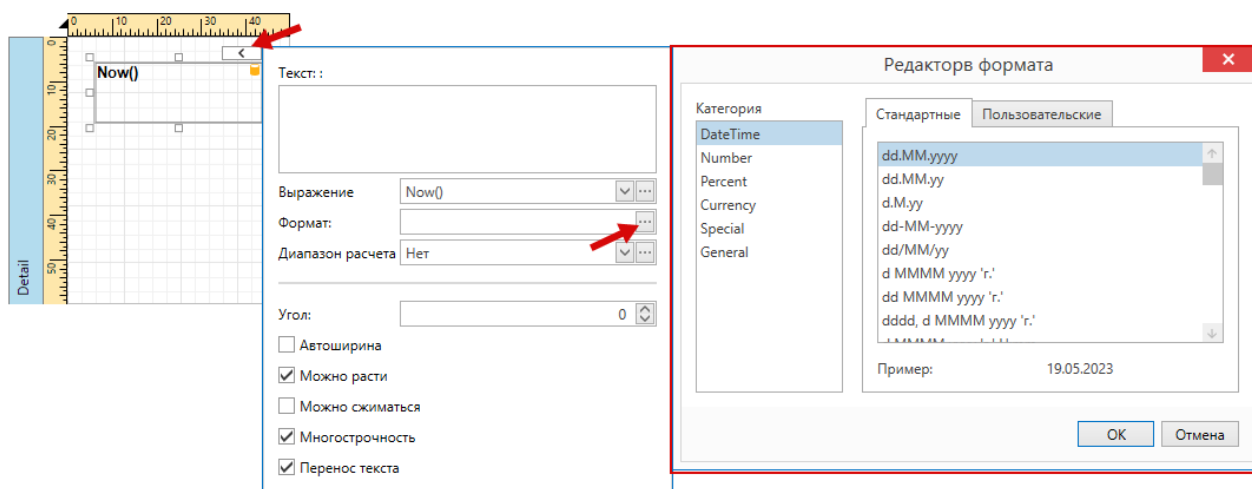 0 10 20 30 40
<
0
10
20
30
40
50
Detail
Now()
Текст: :
Выражение Now()
Формат:
Диапазон расчета Нет
Угол: 0
Автоширина
Можно расти
Можно сжиматься
Многострочность
Перенос текста
Редакторв формата
Категория
DateTime
Number
Percent
Currency
Special
General
Стандартные Пользовательские
dd.MM.yyyy
dd.MM.yy
d.M.yy
dd-MM-yyyy
dd/MM/yy
d MMMM yyyy 'г.'
dd MMMM yyyy 'г.'
dddd, d MMMM yyyy 'г.'
Пример: 19.05.2023
OK Отмена